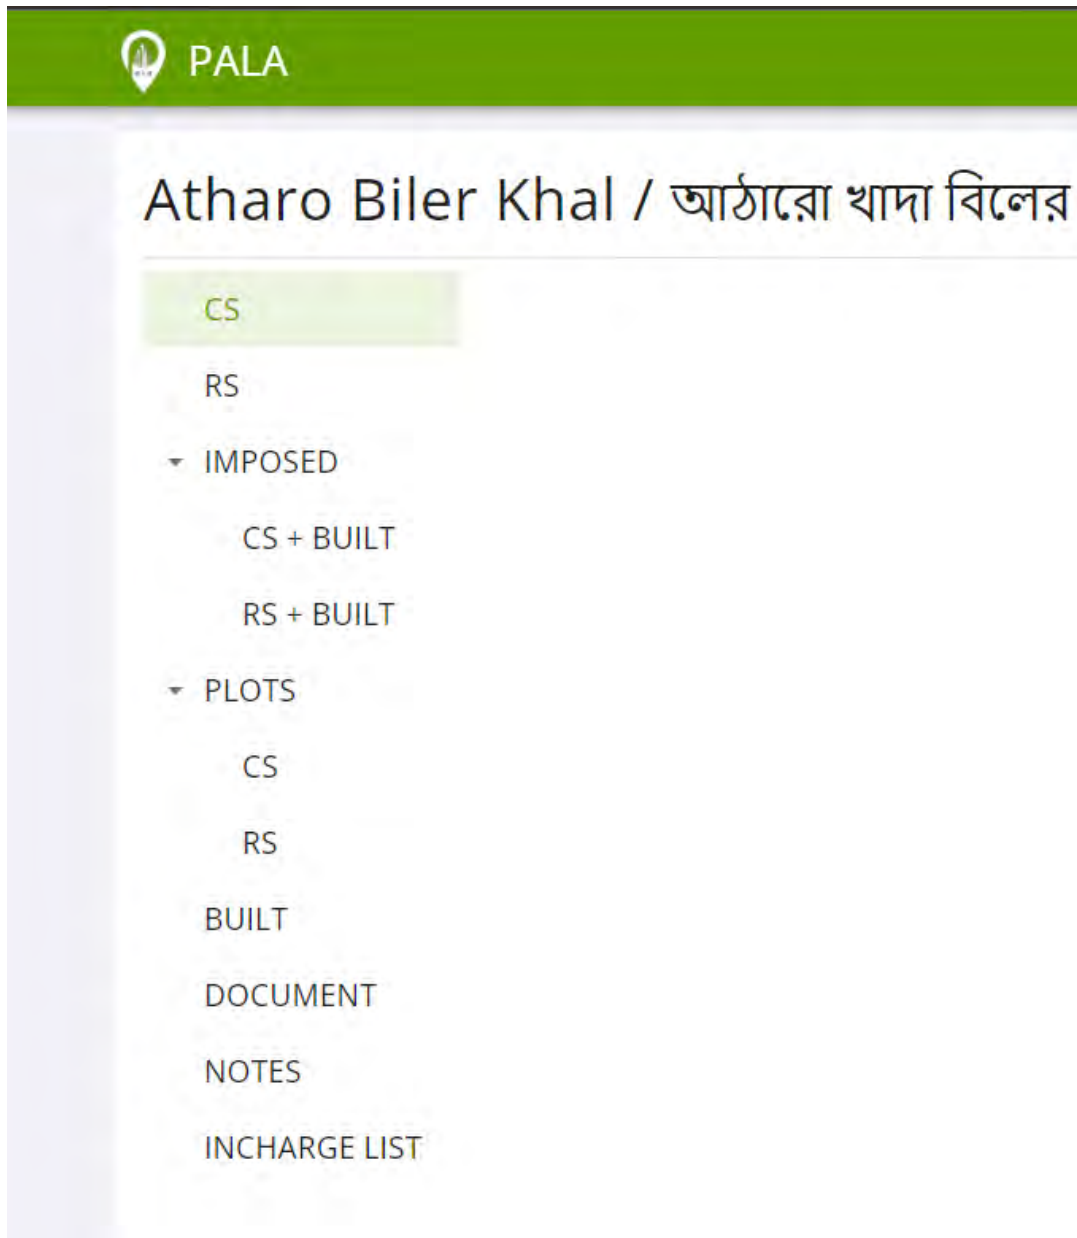 PALA
Atharo Biler Khal / আঠারো খাদা বিলের
CS
RS
IMPOSED
CS + BUILT
RS + BUILT
PLOTS
CS
RS
BUILT
DOCUMENT
NOTES
INCHARGE LIST